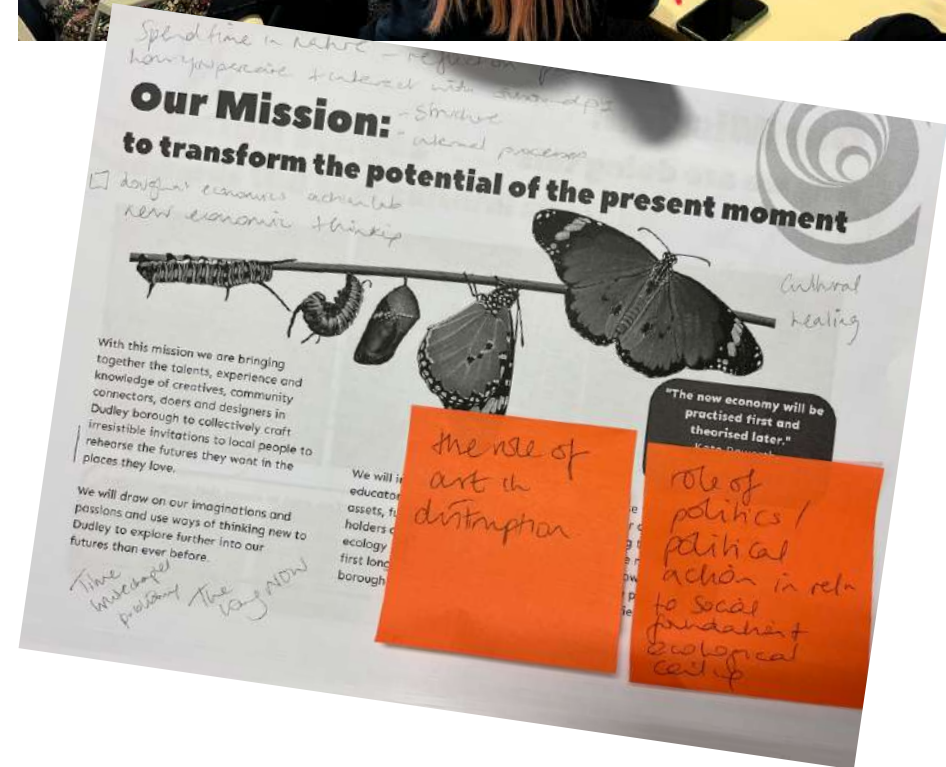 Spend time in nature - reflection
how you perceive + interact with
Our Mission:
- structure
- internal processes
to transform the potential of the present moment
doughnut economics action lab
new economic thinking
Cultural
healing
With this mission we are bringing
together the talents, experience and
knowledge of creatives, community
connectors, doers and designers in
Dudley borough to collectively craft
irresistible invitations to local people to
rehearse the futures they want in the
places they love.
We will draw on our imaginations and
passions and use ways of thinking new to
Dudley to explore further into our
futures than ever before.
Time
The Long NOW
We will
educator
assets,
holders
ecology
first long
borough
"The new economy will be
practised first and
theorised later."
the role of
art in
disruption
role of
politics /
political
action in reln
to social
foundation +
ecological
ceiling